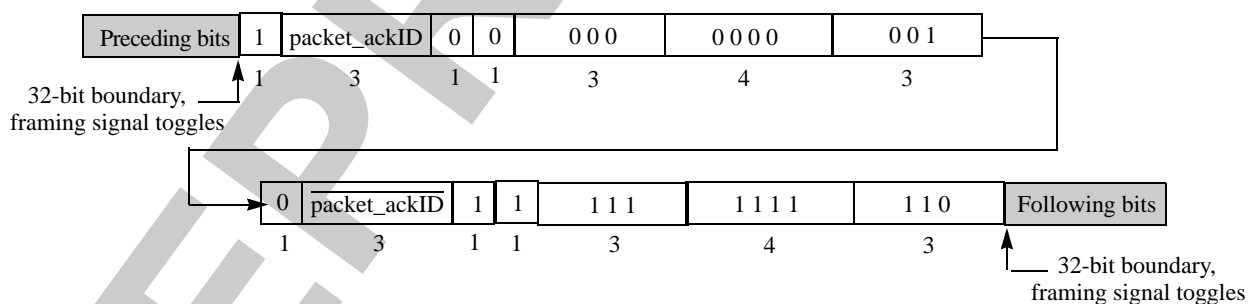 Preceding bits 1 packet_ackID 0 0 0 0 0 0 0 0 0 0 0 1
1 3 1 1 3 4 3
32-bit boundary,
framing signal toggles
0 packet_ackID 1 1 1 1 1 1 1 1 1 1 1 0 Following bits
1 3 1 1 3 4 3
32-bit boundary,
framing signal toggles